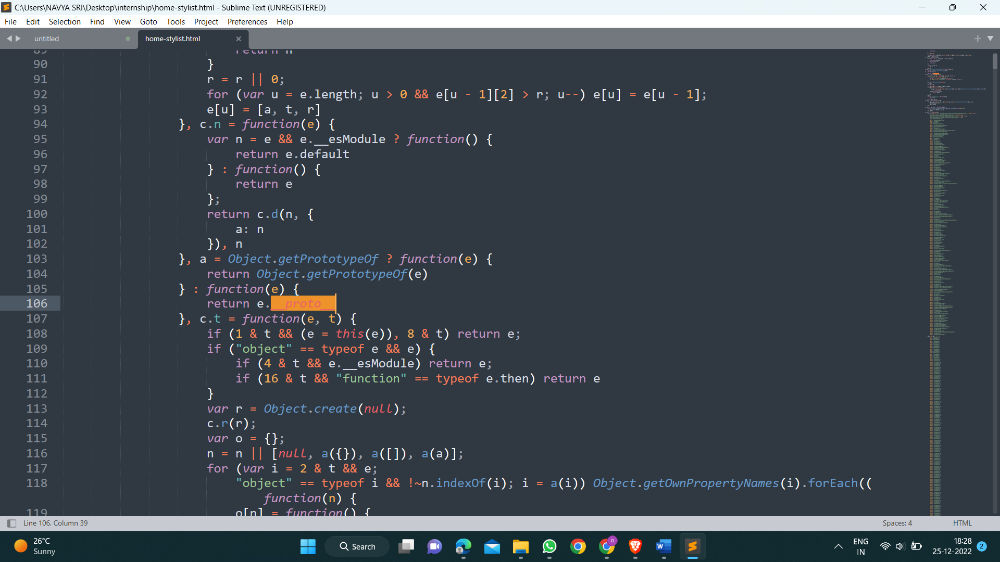 C:\Users\NAVYA SRI\Desktop\internship\home-stylist.html - Sublime Text (UNREGISTERED)
File Edit Selection Find View Goto Tools Project Preferences Help
untitled home-stylist.html
89 return n
90 }
91 r = r || 0;
92 for (var u = e.length; u > 0 && e[u - 1][2] > r; u--) e[u] = e[u - 1];
93 e[u] = [a, t, r]
94 }, c.n = function(e) {
95 var n = e && e.__esModule ? function() {
96 return e.default
97 } : function() {
98 return e
99 };
100 return c.d(n, {
101 a: n
102 }), n
103 }, a = Object.getPrototypeOf ? function(e) {
104 return Object.getPrototypeOf(e)
105 } : function(e) {
106 return e.__proto__
107 }, c.t = function(e, t) {
108 if (1 & t && (e = this(e)), 8 & t) return e;
109 if ("object" == typeof e && e) {
110 if (4 & t && e.__esModule) return e;
111 if (16 & t && "function" == typeof e.then) return e
112 }
113 var r = Object.create(null);
114 c.r(r);
115 var o = {};
116 n = n || [null, a({}), a([]), a(a)];
117 for (var i = 2 & t && e;
118 "object" == typeof i && !~n.indexOf(i); i = a(i)) Object.getOwnPropertyNames(i).forEach((
function(n) {
119 o[n] = function() {
Line 106, Column 39 Spaces: 4 HTML
26°C
Sunny
Search
ENG
IN
18:28
25-12-2022
2